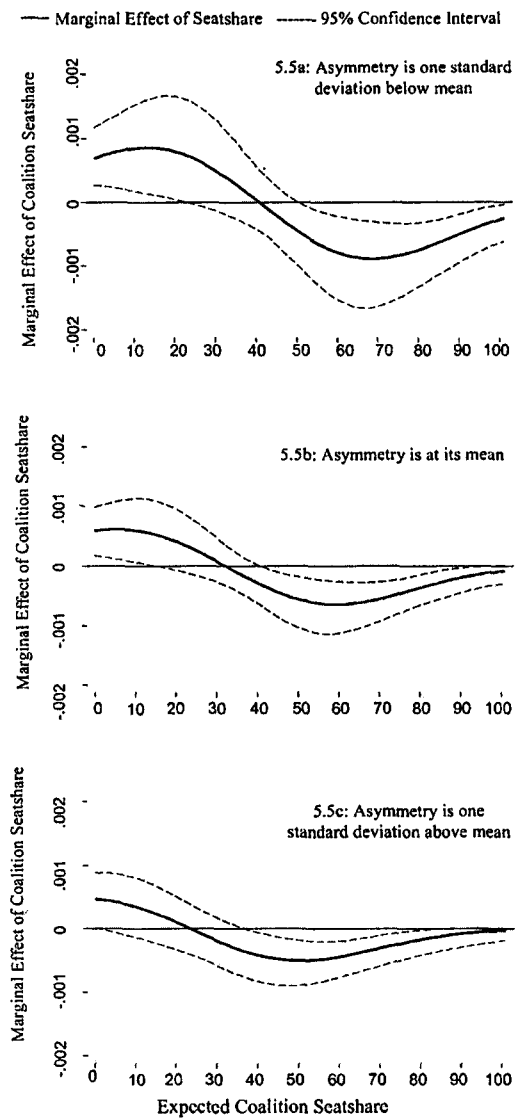 Marginal Effect of Seatshare 95% Confidence Interval
5.5a: Asymmetry is one standard
deviation below mean
Marginal Effect of Coalition Seatshare
.002
.001
0
-.001
-.002
0 10 20 30 40 50 60 70 80 90 100
5.5b: Asymmetry is at its mean
Marginal Effect of Coalition Seatshare
.002
.001
0
-.001
-.002
0 10 20 30 40 50 60 70 80 90 100
5.5c: Asymmetry is one
standard deviation above mean
Marginal Effect of Coalition Seatshare
.002
.001
0
-.001
-.002
0 10 20 30 40 50 60 70 80 90 100
Expected Coalition Seatshare